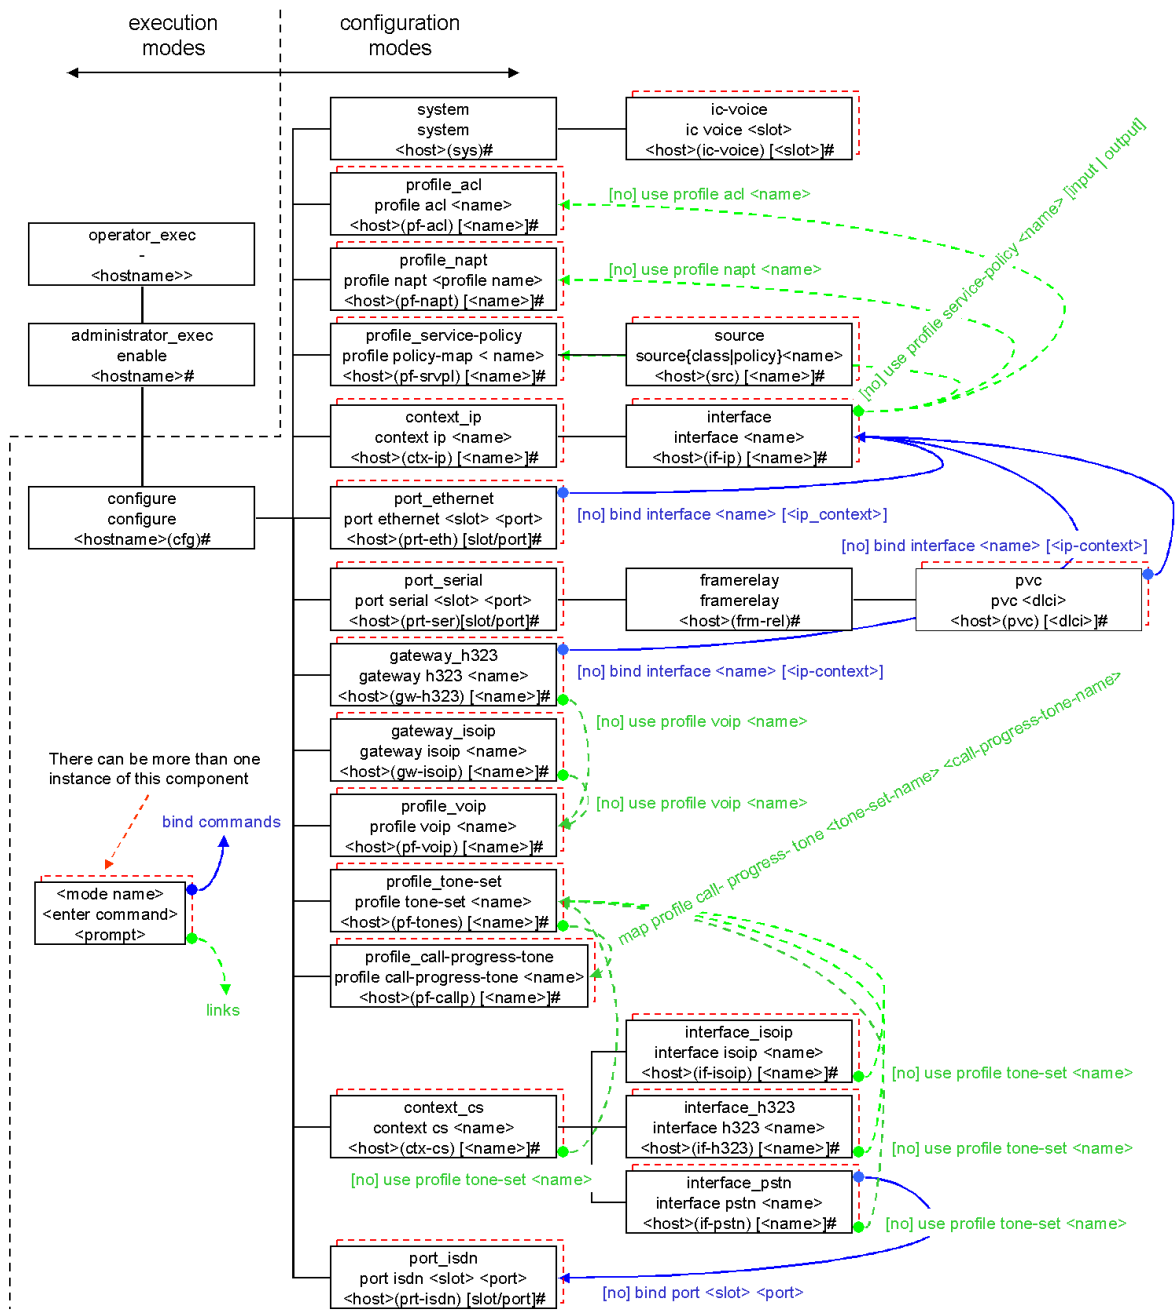 execution
modes
configuration
modes
system
system
<host>(sys)#
ic-voice
ic voice <slot>
<host>(ic-voice) [<slot>]#
profile_acl
profile acl <name>
<host>(pf-acl) [<name>]#
[no] use profile acl <name>
[no] use profile service-policy <name> [input | output]
operator_exec
-
<hostname>>
profile_napt
profile napt <profile name>
<host>(pf-napt) [<name>]#
[no] use profile napt <name>
administrator_exec
enable
<hostname>#
profile_service-policy
profile policy-map < name>
<host>(pf-srvpl) [<name>]#
source
source{class|policy}<name>
<host>(src) [<name>]#
context_ip
context ip <name>
<host>(ctx-ip) [<name>]#
interface
interface <name>
<host>(if-ip) [<name>]#
configure
configure
<hostname>(cfg)#
port_ethernet
port ethernet <slot> <port>
<host>(prt-eth) [slot/port]#
[no] bind interface <name> [<ip_context>]
[no] bind interface <name> [<ip-context>]
port_serial
port serial <slot> <port>
<host>(prt-ser)[slot/port]#
framerelay
framerelay
<host>(frm-rel)#
pvc
pvc <dlci>
<host>(pvc) [<dlci>]#
gateway_h323
gateway h323 <name>
<host>(gw-h323) [<name>]#
[no] bind interface <name> [<ip-context>]
[no] use profile voip <name>
gateway_isoip
gateway isoip <name>
<host>(gw-isoip) [<name>]#
[no] use profile voip <name>
There can be more than one
instance of this component
bind commands
profile_voip
profile voip <name>
<host>(pf-voip) [<name>]#
map profile call- progress- tone <tone-set-name> <call-progress-tone-name>
<mode name>
<enter command>
<prompt>
links
profile_tone-set
profile tone-set <name>
<host>(pf-tones) [<name>]#
profile_call-progress-tone
profile call-progress-tone <name>
<host>(pf-callp) [<name>]#
interface_isoip
interface isoip <name>
<host>(if-isoip) [<name>]#
[no] use profile tone-set <name>
context_cs
context cs <name>
<host>(ctx-cs) [<name>]#
[no] use profile tone-set <name>
interface_h323
interface h323 <name>
<host>(if-h323) [<name>]#
[no] use profile tone-set <name>
interface_pstn
interface pstn <name>
<host>(if-pstn) [<name>]#
[no] use profile tone-set <name>
port_isdn
port isdn <slot> <port>
<host>(prt-isdn) [slot/port]#
[no] bind port <slot> <port>